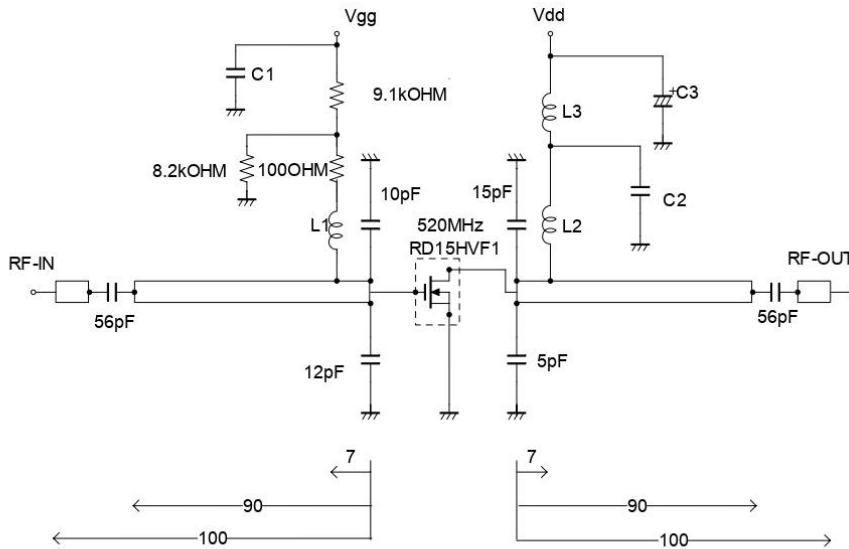 Vgg
Vdd
C1
9.1kOHM
L3
+C3
8.2kOHM
100OHM
10pF
15pF
C2
L1
520MHz
RD15HVF1
L2
RF-IN
RF-OUT
56pF
56pF
12pF
5pF
7
7
90
90
100
100